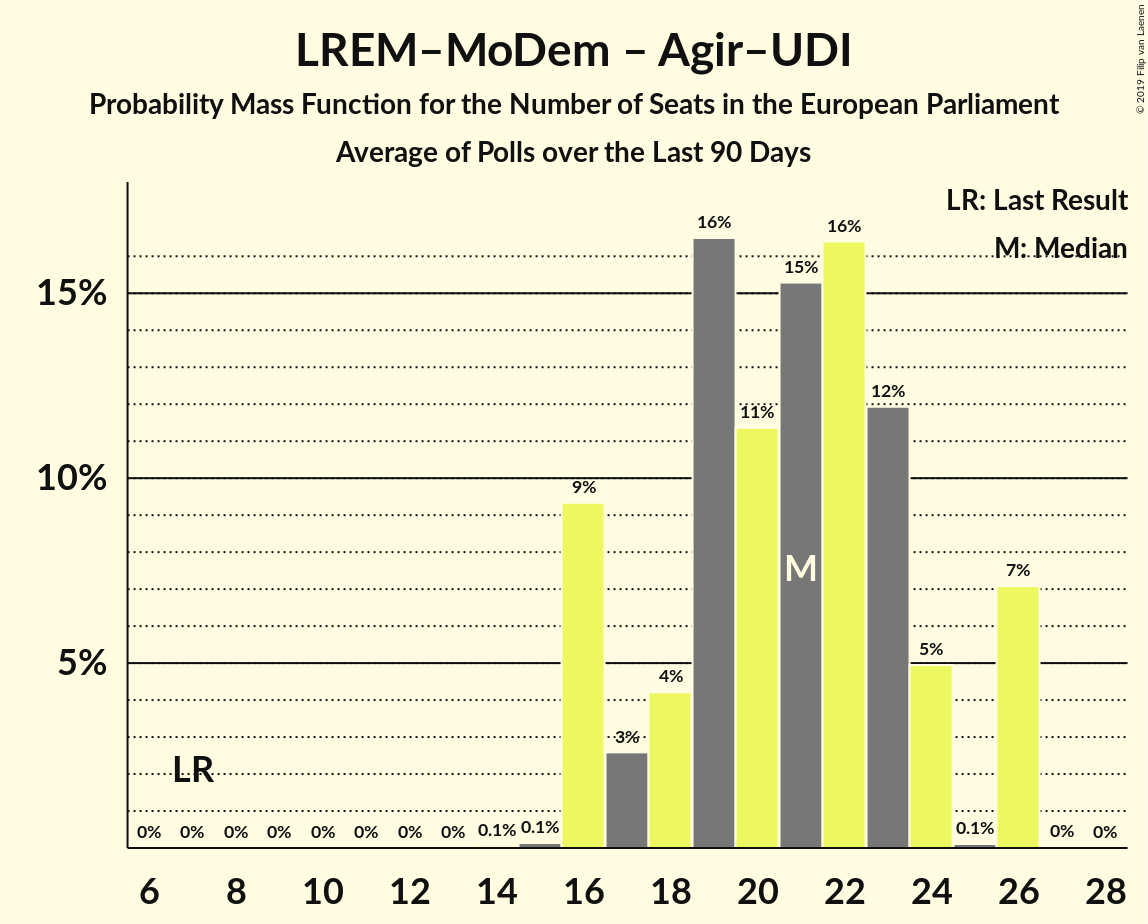 LREM–MoDem – Agir–UDI
Probability Mass Function for the Number of Seats in the European Parliament
Average of Polls over the Last 90 Days
© 2019 Filip van Laenen
LR: Last Result
M: Median
15%
10%
5%
16%
16%
15%
12%
11%
9%
7%
5%
4%
3%
M
LR
0% 0% 0% 0% 0% 0% 0% 0% 0.1% 0.1% 0.1% 0% 0%
6 8 10 12 14 16 18 20 22 24 26 28